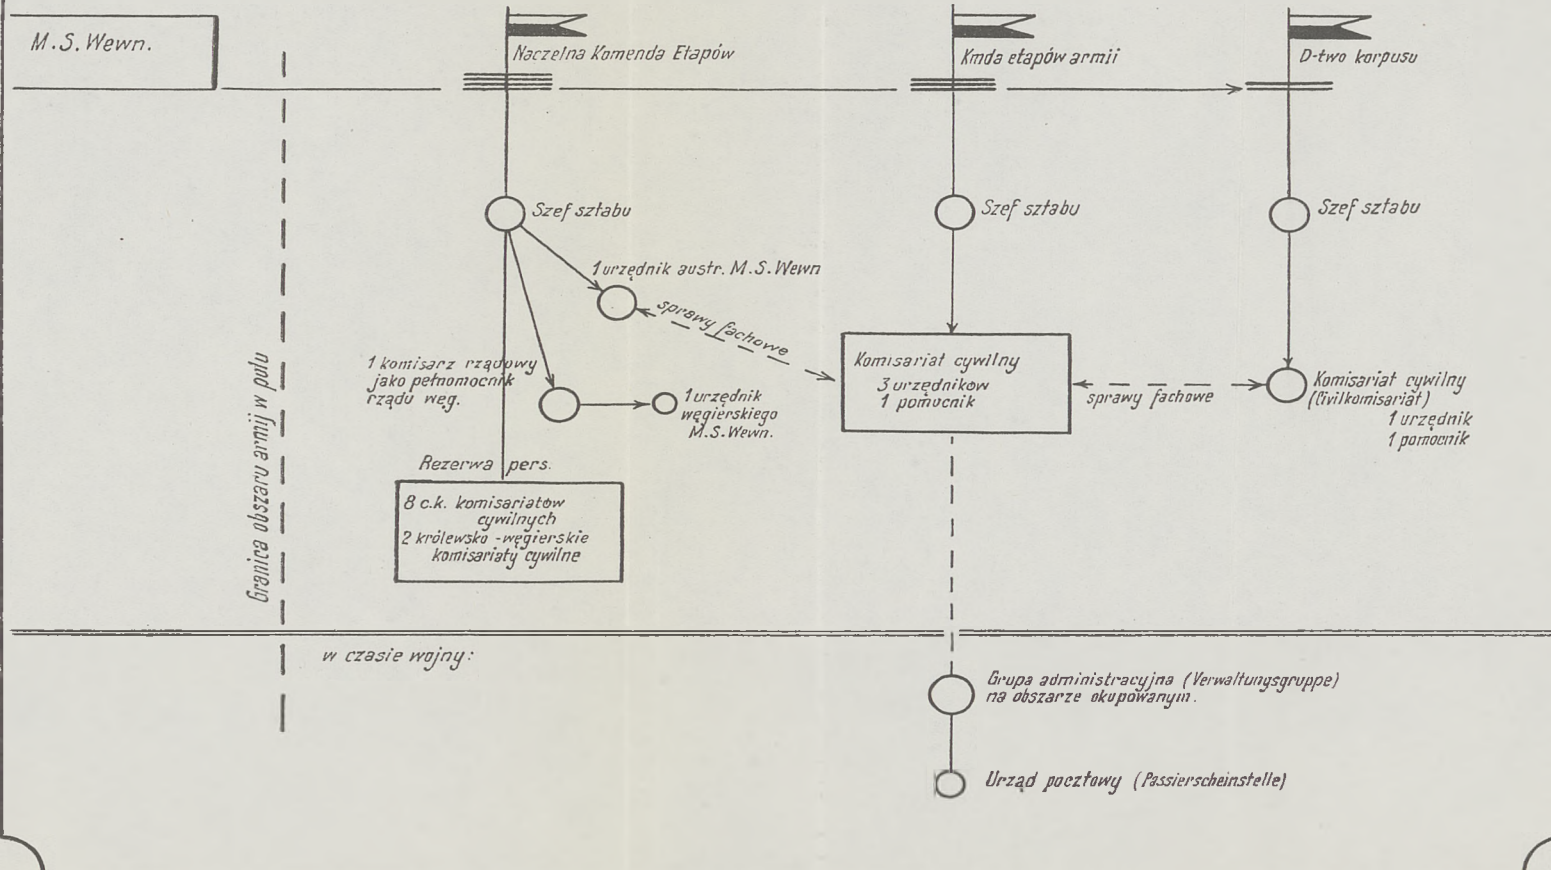 M.S. Wewn.
Naczelna Komenda Etapów
Kmda etapów armii
D-two korpusu
Szef sztabu
Szef sztabu
Szef sztabu
1 urzędnik austr. M.S.Wewn
sprawy fachowe
1 komisarz rządowy
jako pełnomocnik
rządu węg.
1 urzędnik
węgierskiego
M.S.Wewn.
Komisariat cywilny
3 urzędników
1 pomocnik
sprawy fachowe
Komisariat cywilny
(Civilkomisariat)
1 urzędnik
1 pomocnik
Granica obszaru armij w polu
Rezerwa pers.
8 c.k. komisariatów
cywilnych
2 królewsko-węgierskie
komisariaty cywilne
w czasie wojny:
Grupa administracyjna (Verwaltungsgruppe)
na obszarze okupowanym.
Urząd pocztowy (Passierscheinstelle)